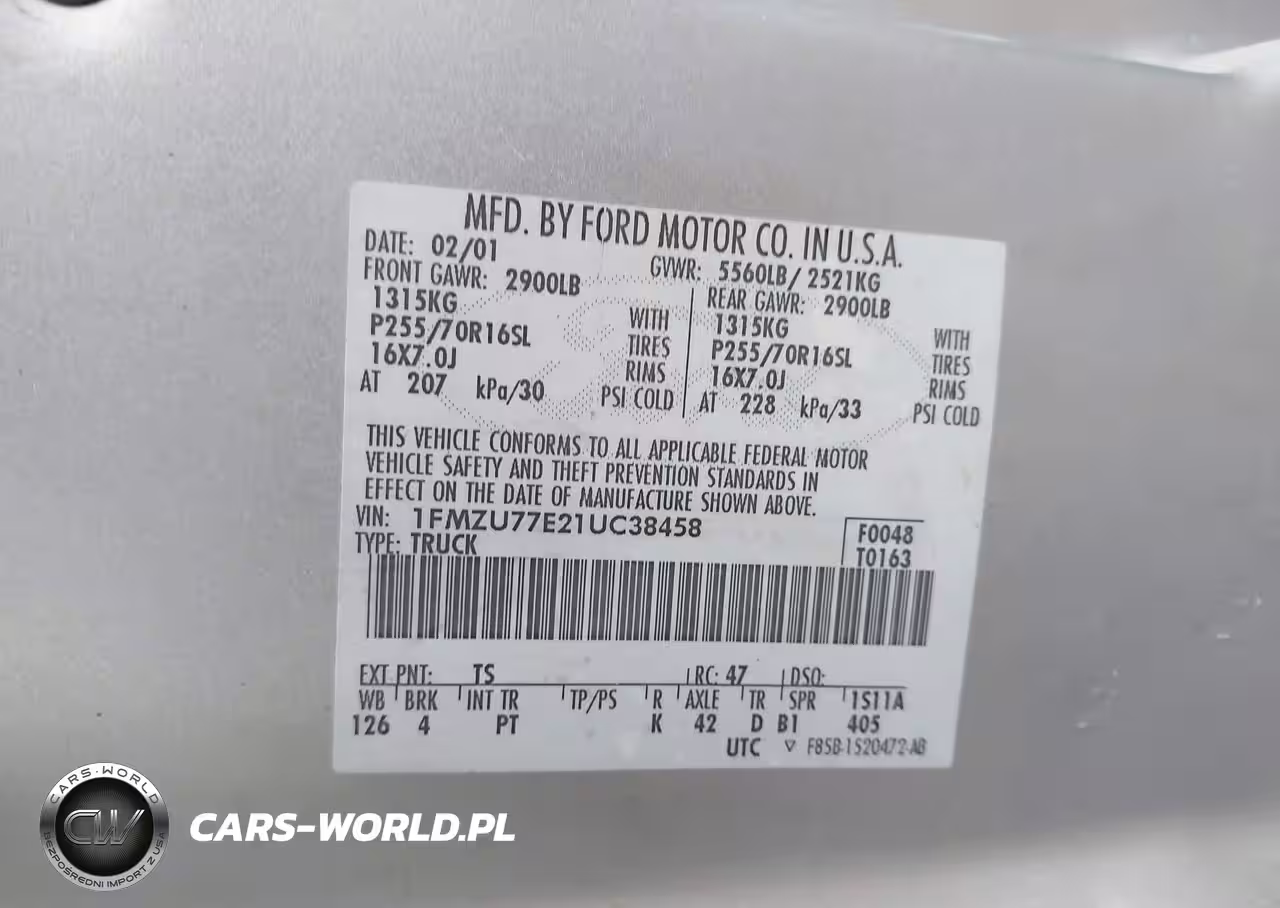 MFD. BY FORD MOTOR CO. IN U.S.A.
DATE: 02/01 GVWR: 5560LB/ 2521KG
FRONT GAWR: 2900LB REAR GAWR: 2900LB
1315KG WITH 1315KG WITH
P255/70R16SL TIRES P255/70R16SL TIRES
16X7.0J RIMS 16X7.0J RIMS
AT 207 kPa/30 PSI COLD AT 228 kPa/33 PSI COLD
THIS VEHICLE CONFORMS TO ALL APPLICABLE FEDERAL MOTOR
VEHICLE SAFETY AND THEFT PREVENTION STANDARDS IN
EFFECT ON THE DATE OF MANUFACTURE SHOWN ABOVE.
VIN: 1FMZU77E21UC38458 F0048
TYPE: TRUCK T0163
EXT PNT: TS RC: 47 DSO:
WB BRK INT TR TP/PS R AXLE TR SPR 1S11A
126 4 PT K 42 D B1 405
UTC ▽ F85B-1520472-AB
CARS-WORLD
CW
BEZPOŚREDNI IMPORT Z USA
CARS-WORLD.PL